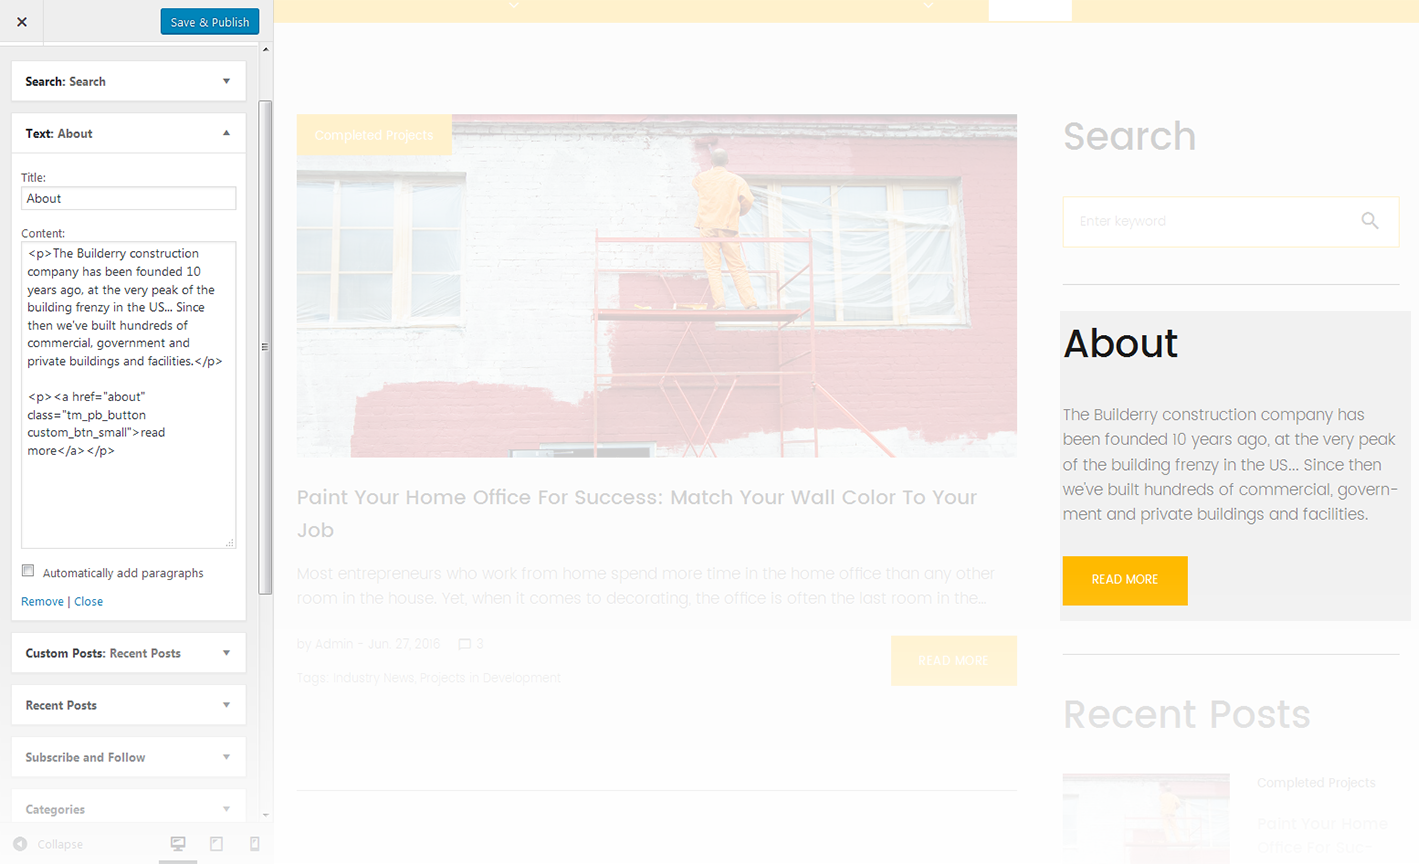 Save & Publish
Search: Search
Text: About
Title:
About
Content:
<p>The Builderry construction
company has been founded 10
years ago, at the very peak of the
building frenzy in the US... Since
then we've built hundreds of
commercial, government and
private buildings and facilities.</p>
<p><a href="about"
class="tm_pb_button
custom_btn_small">read
more</a></p>
Automatically add paragraphs
Remove | Close
Custom Posts: Recent Posts
Recent Posts
Subscribe and Follow
Categories
Collapse
Completed Projects
Paint Your Home Office For Success: Match Your Wall Color To Your
Job
Most entrepreneurs who work from home spend more time in the home office than any other
room in the house. Yet, when it comes to decorating, the office is often the last room in the...
by Admin - Jun. 27, 2016 3
Tags: Industry News, Projects in Development
READ MORE
Search
Enter keyword
About
The Builderry construction company has
been founded 10 years ago, at the very peak
of the building frenzy in the US... Since then
we've built hundreds of commercial, govern-
ment and private buildings and facilities.
READ MORE
Recent Posts
Completed Projects
Paint Your Home
Office For Suc-